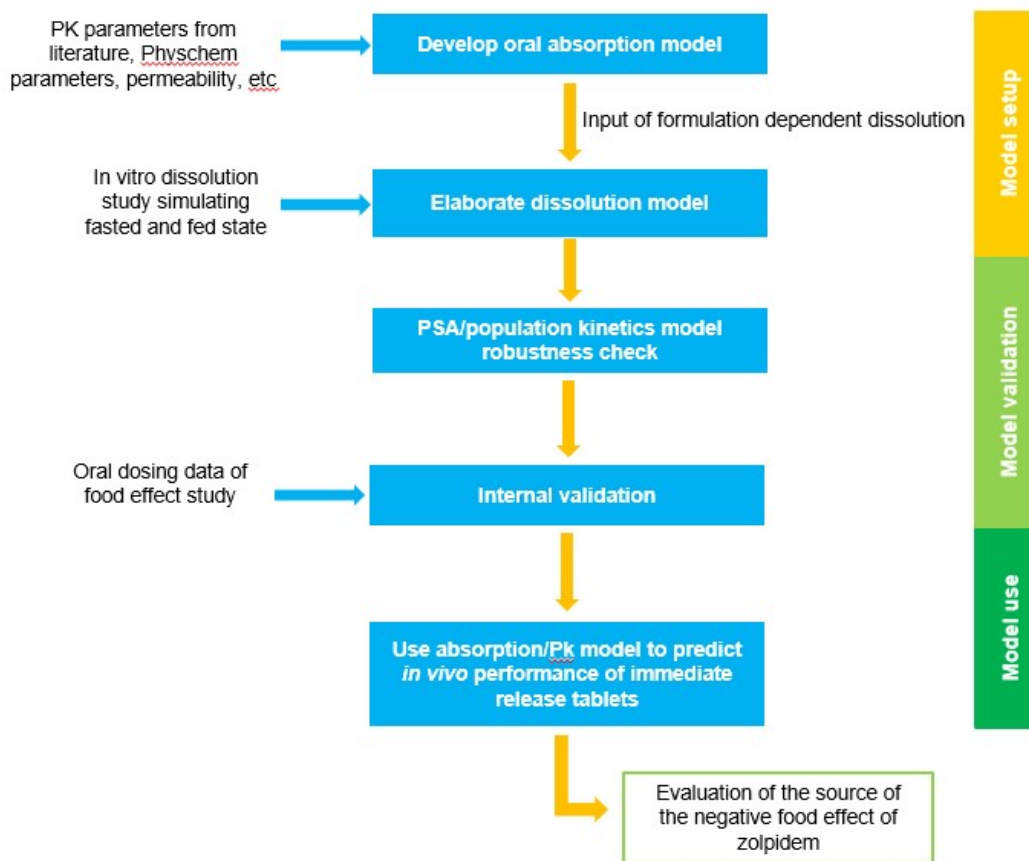 PK parameters from
literature, Physchem
parameters, permeability, etc
Develop oral absorption model
Input of formulation dependent dissolution
In vitro dissolution
study simulating
fasted and fed state
Elaborate dissolution model
PSA/population kinetics model
robustness check
Oral dosing data of
food effect study
Internal validation
Use absorption/Pk model to predict
in vivo performance of immediate
release tablets
Evaluation of the source of
the negative food effect of
zolpidem
Model setup
Model validation
Model use